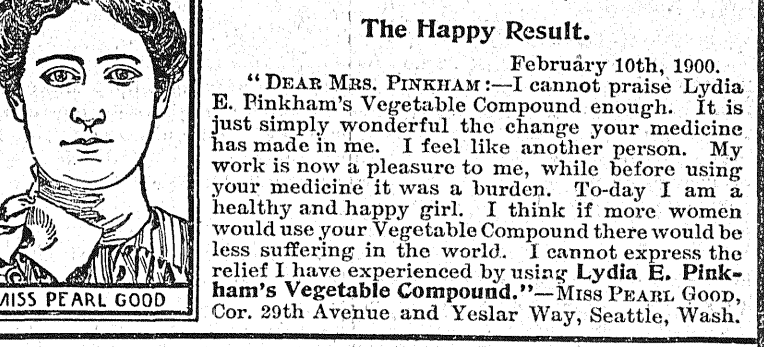 The Happy Result.
February 10th, 1900.
"DEAR MRS. PINKHAM:—I cannot praise Lydia
E. Pinkham's Vegetable Compound enough. It is
just simply wonderful the change your medicine
has made in me. I feel like another person. My
work is now a pleasure to me, while before using
your medicine it was a burden. To-day I am a
healthy and happy girl. I think if more women
would use your Vegetable Compound there would be
less suffering in the world. I cannot express the
relief I have experienced by using Lydia E. Pink-
ham's Vegetable Compound."—MISS PEARL GOOD,
Cor. 29th Avenue and Yeslar Way, Seattle, Wash.
MISS PEARL GOOD